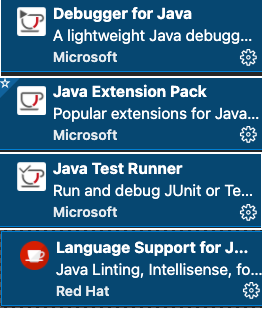 Debugger for Java
A lightweight Java debugg...
Microsoft
Java Extension Pack
Popular extensions for Java...
Microsoft
Java Test Runner
Run and debug JUnit or Te...
Microsoft
Language Support for J...
Java Linting, Intellisense, fo...
Red Hat